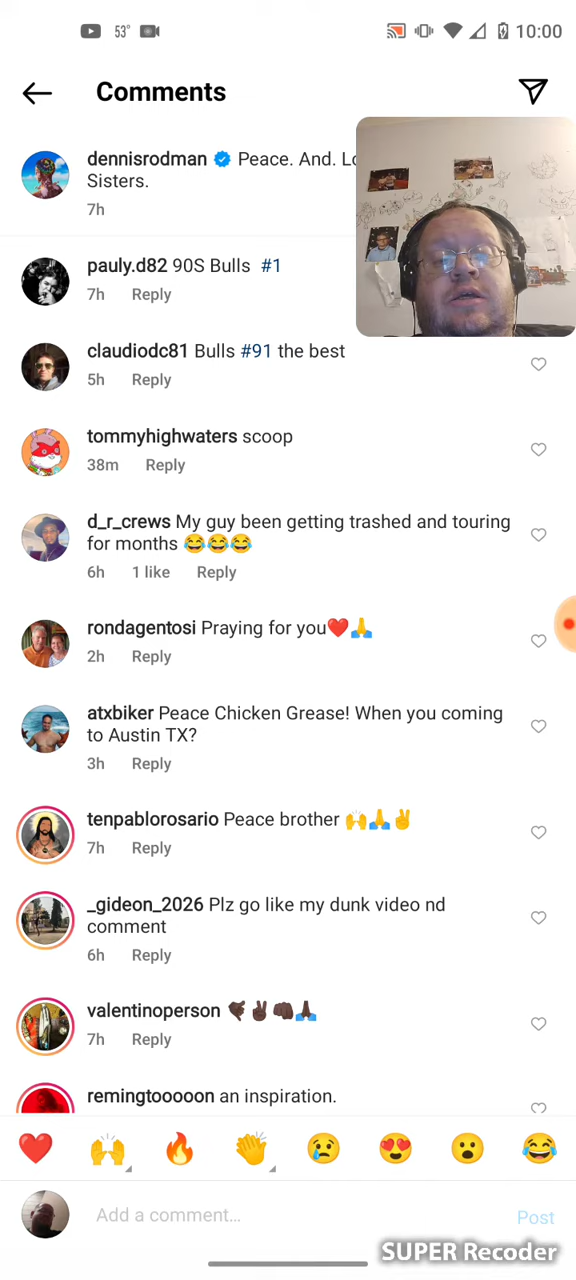 53° 10:00
Comments
dennisrodman Peace. And. Lo
Sisters.
7h
pauly.d82 90S Bulls #1
7h Reply
claudiodc81 Bulls #91 the best
5h Reply
tommyhighwaters scoop
38m Reply
d_r_crews My guy been getting trashed and touring
for months 😂😂😂
6h 1 like Reply
rondagentosi Praying for you❤️🙏
2h Reply
atxbiker Peace Chicken Grease! When you coming
to Austin TX?
3h Reply
tenpablorosario Peace brother 🙌🙏✌️
7h Reply
_gideon_2026 Plz go like my dunk video nd
comment
6h Reply
valentinoperson 🤙🏿✌🏿👊🏿🙏🏿
7h Reply
remingtooooon an inspiration.
❤️ 🙌 🔥 👏 😢 😍 😮 😂
Add a comment... Post
SUPER Recoder